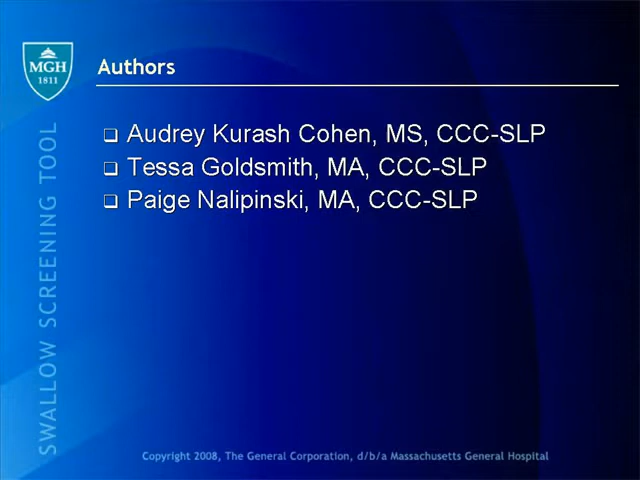 MGH
1811
Authors
Audrey Kurash Cohen, MS, CCC-SLP
Tessa Goldsmith, MA, CCC-SLP
Paige Nalipinski, MA, CCC-SLP
SWALLOW SCREENING TOOL
Copyright 2008, The General Corporation, d/b/a Massachusetts General Hospital